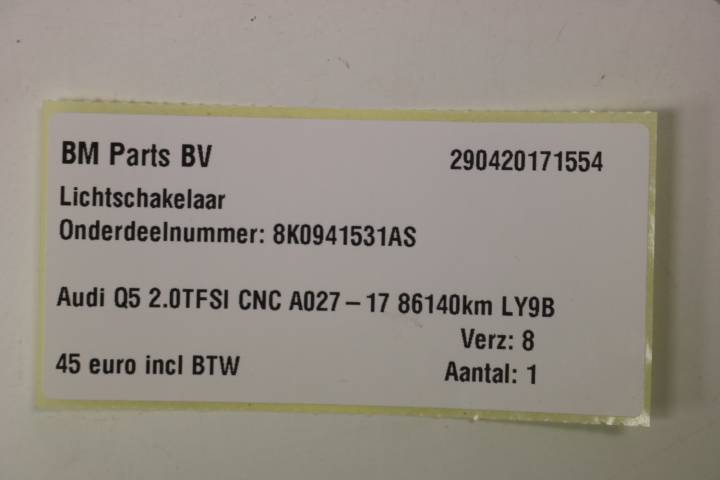 BM Parts BV 290420171554
Lichtschakelaar
Onderdeelnummer: 8K0941531AS
Audi Q5 2.0TFSI CNC A027-17 86140km LY9B
Verz: 8
45 euro incl BTW Aantal: 1